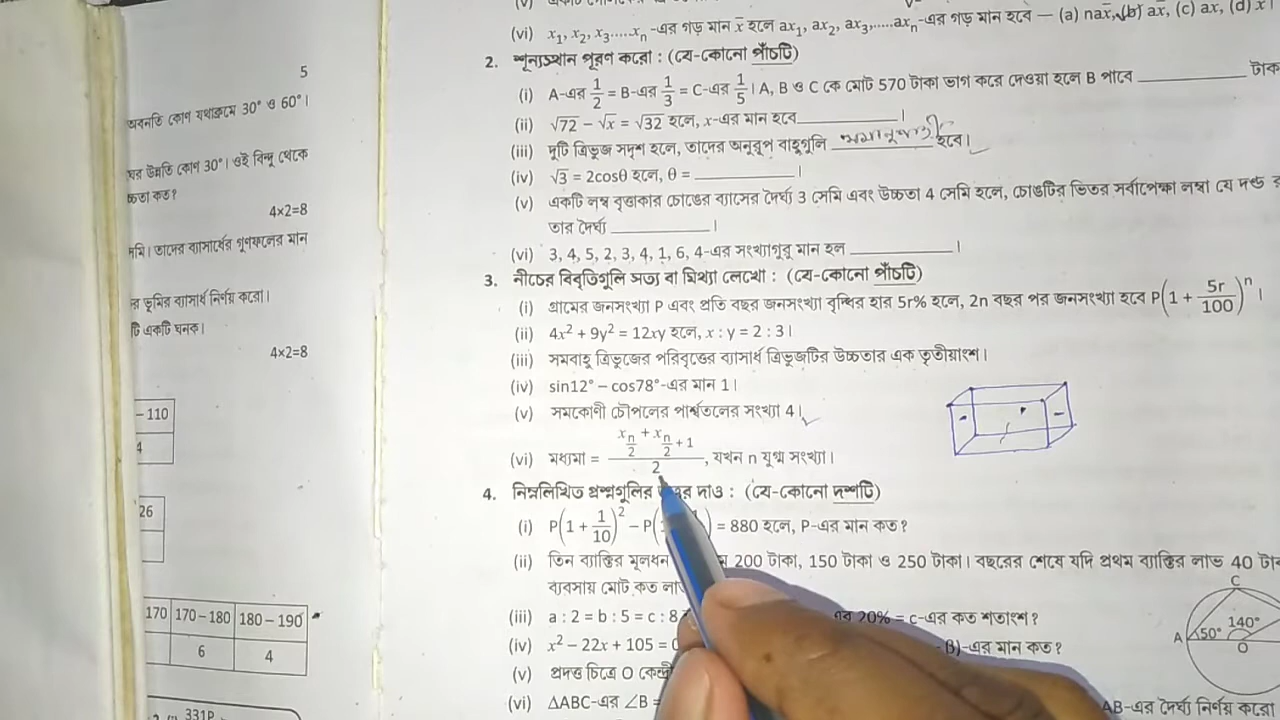 5
অবনতি কোণ যথাক্রমে 30° ও 60°।
উন্নতি কোণ 30°। ওই বিন্দু থেকে
কত?
4×2=8
তাদের ব্যাসার্ধের গুণফলের মান
ভূমির ব্যাসার্ধ নির্ণয় করো।
টি একটি ঘনক।
4×2=8
– 110
4
26
170 170 – 180 180 – 190
6 4
331P
(vi) x₁, x₂, x₃.....xₙ-এর গড় মান x̄ হলে ax₁, ax₂, ax₃,.....axₙ-এর গড় মান হবে — (a) nax̄, (b) ax̄, (c) ax, (d) x।
2. শূন্যস্থান পূরণ করো : (যে-কোনো পাঁচটি)
(i) A-এর 1/2 = B-এর 1/3 = C-এর 1/5। A, B ও C কে মোট 570 টাকা ভাগ করে দেওয়া হলে B পাবে ________ টাক
(ii) √72 – √x = √32 হলে, x-এর মান হবে ________।
(iii) দুটি ত্রিভুজ সদৃশ হলে, তাদের অনুরূপ বাহুগুলি সমানুপাতী হবে।
(iv) √3 = 2cosθ হলে, θ = ________।
(v) একটি লম্ব বৃত্তাকার চোঙের ব্যাসের দৈর্ঘ্য 3 সেমি এবং উচ্চতা 4 সেমি হলে, চোঙটির ভিতর সর্বাপেক্ষা লম্বা যে দণ্ড
তার দৈর্ঘ্য ________।
(vi) 3, 4, 5, 2, 3, 4, 1, 6, 4-এর সংখ্যাগুরু মান হল ________।
3. নীচের বিবৃতিগুলি সত্য বা মিথ্যা লেখো : (যে-কোনো পাঁচটি)
(i) গ্রামের জনসংখ্যা P এবং প্রতি বছর জনসংখ্যা বৃদ্ধির হার 5r% হলে, 2n বছর পর জনসংখ্যা হবে P(1 + 5r/100)ⁿ।
(ii) 4x² + 9y² = 12xy হলে, x : y = 2 : 3।
(iii) সমবাহু ত্রিভুজের পরিবৃত্তের ব্যাসার্ধ ত্রিভুজটির উচ্চতার এক তৃতীয়াংশ।
(iv) sin12° – cos78°-এর মান 1।
(v) সমকোণী চৌপলের পার্শ্বতলের সংখ্যা 4।
(vi) মধ্যমা = (x_(n/2) + x_(n/2 + 1))/2, যখন n যুগ্ম সংখ্যা।
4. নিম্নলিখিত প্রশ্নগুলির দাও : (যে-কোনো দশটি)
(i) P(1 + 1/10)² – P( ) = 880 হলে, P-এর মান কত?
(ii) তিন ব্যাক্তির মূলধন 200 টাকা, 150 টাকা ও 250 টাকা। বছরের শেষে যদি প্রথম ব্যাক্তির লাভ 40
ব্যবসায় মোট কত
(iii) a : 2 = b : 5 = c : 8 20% = c-এর কত শতাংশ?
(iv) x² – 22x + 105 = -এর মান কত?
(v) প্রদত্ত চিত্রে O
(vi) ΔABC-এর ∠B = AB-এর দৈর্ঘ্য নির্ণয় করো
C
A 50° 140°
O